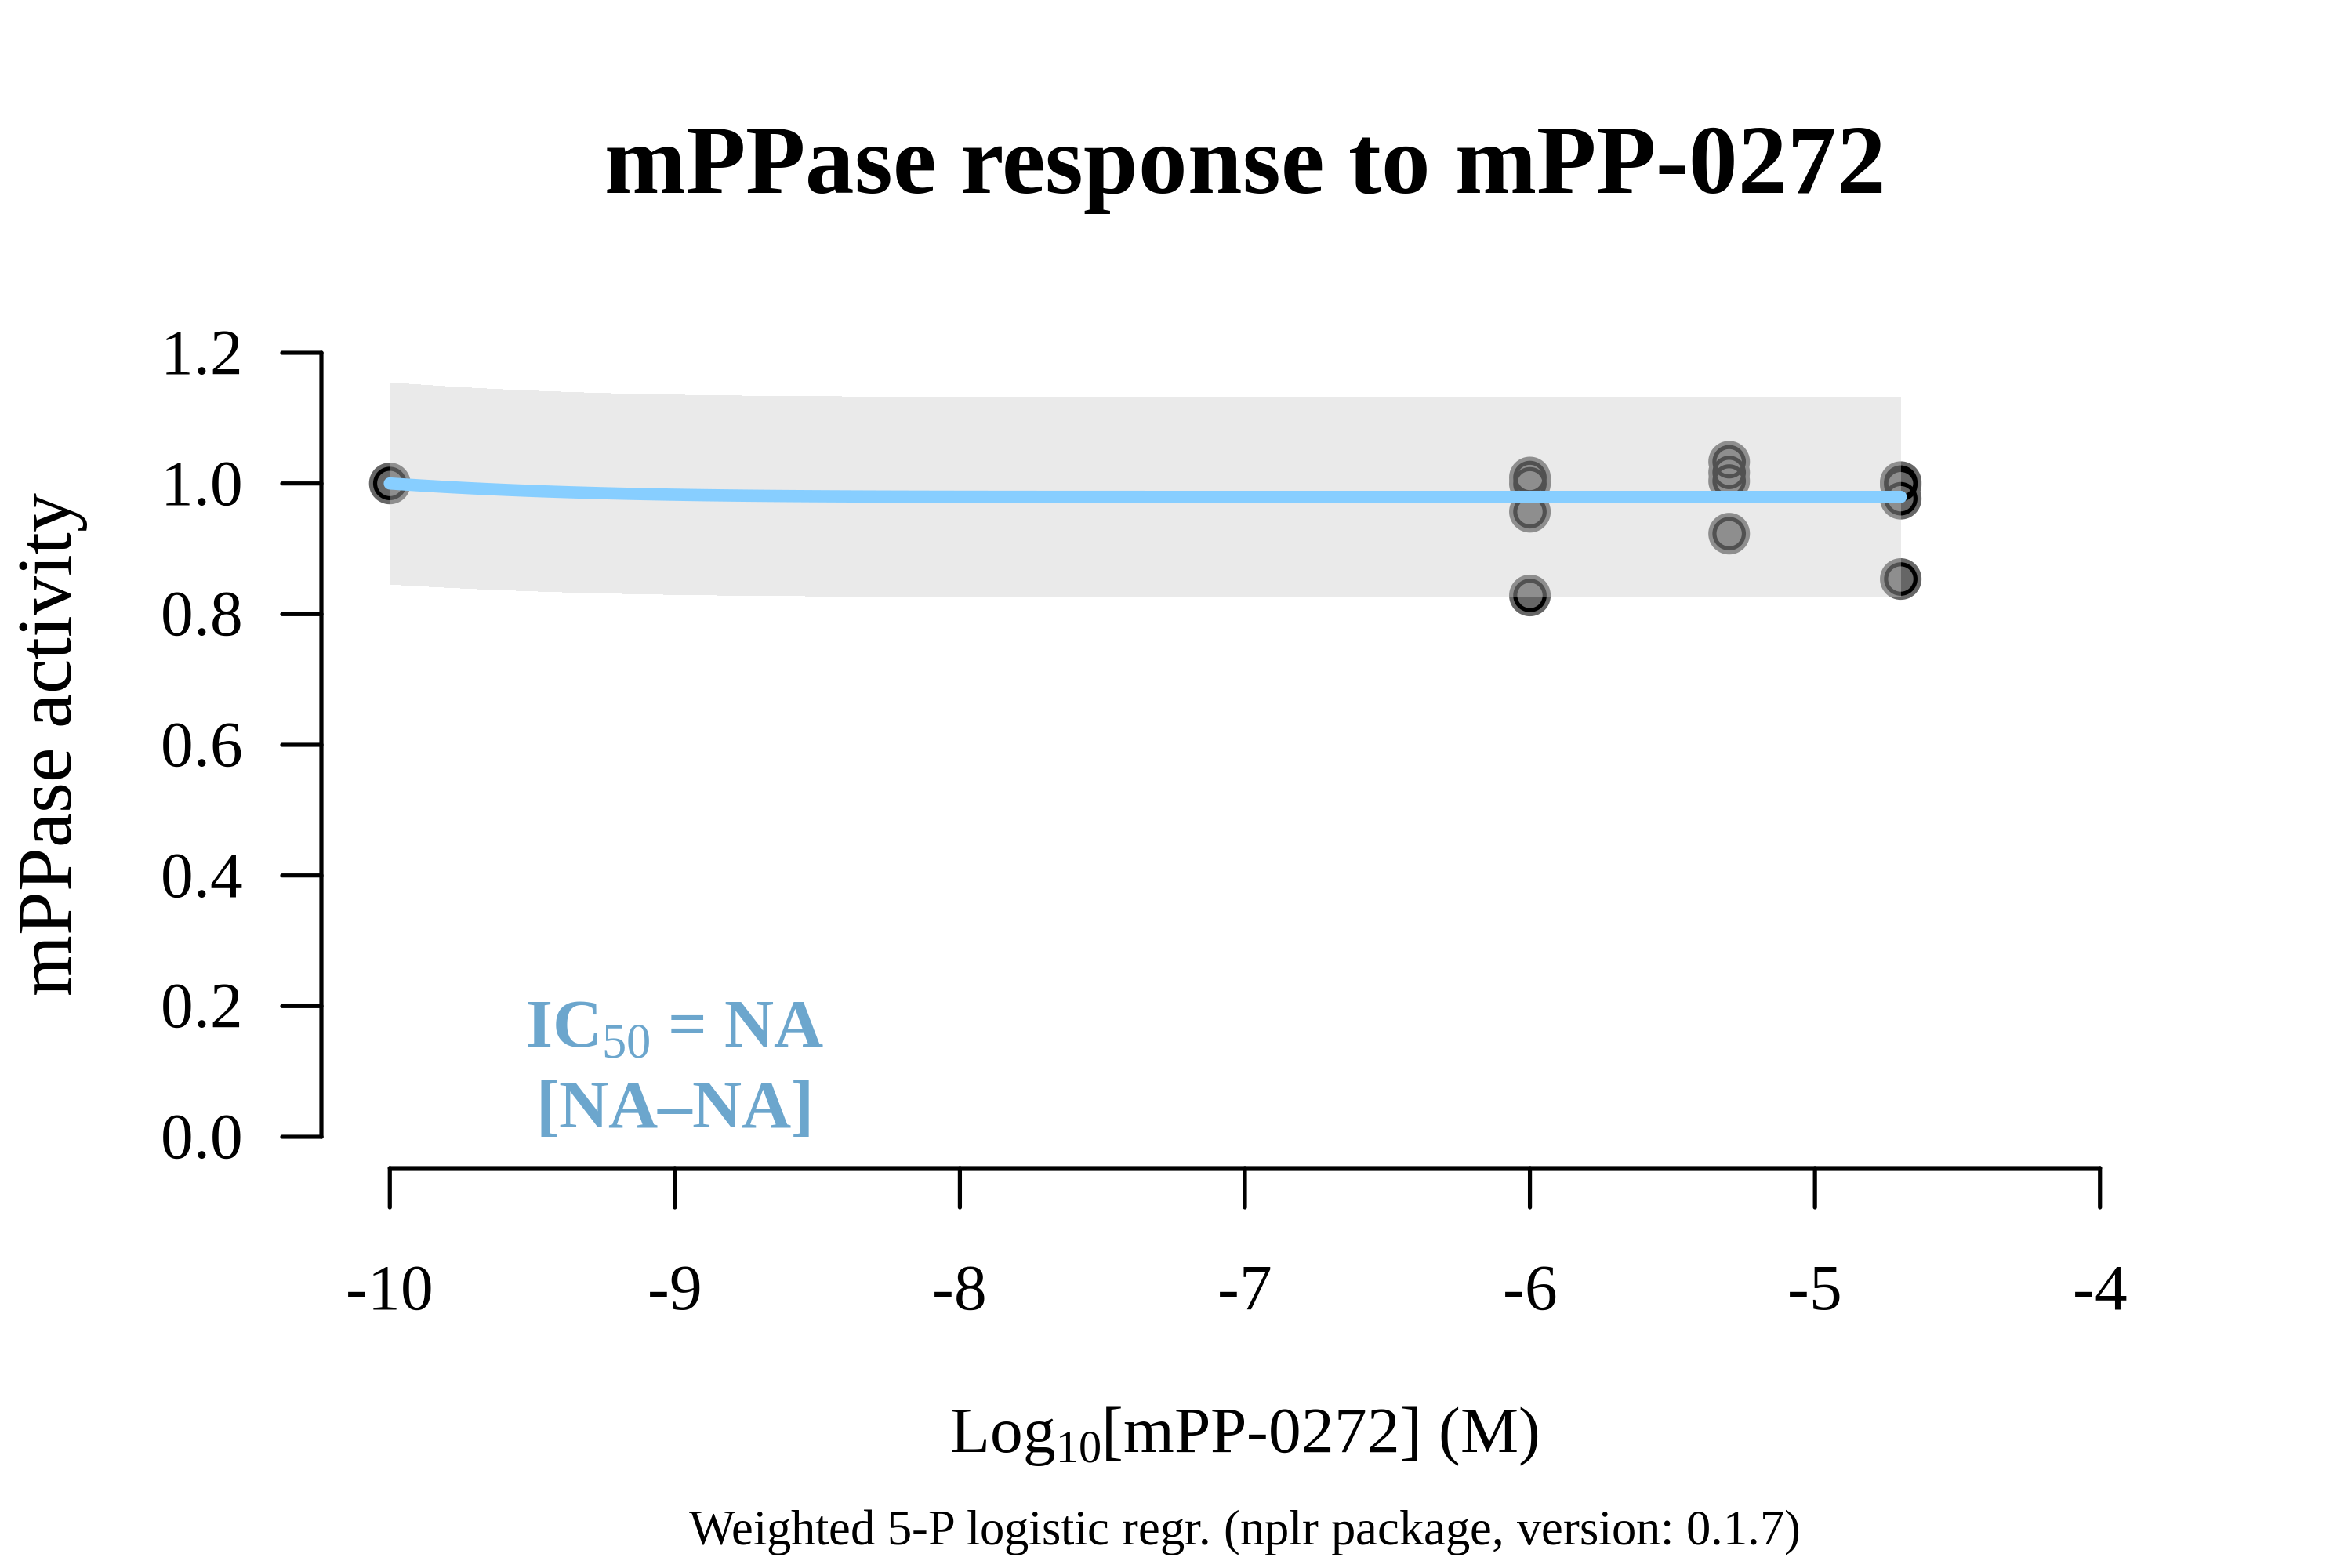 mPPase response to mPP-0272
mPPase activity
1.2
1.0
0.8
0.6
0.4
0.2
0.0
IC50 = NA
[NA–NA]
-10 -9 -8 -7 -6 -5 -4
Log10[mPP-0272] (M)
Weighted 5-P logistic regr. (nplr package, version: 0.1.7)